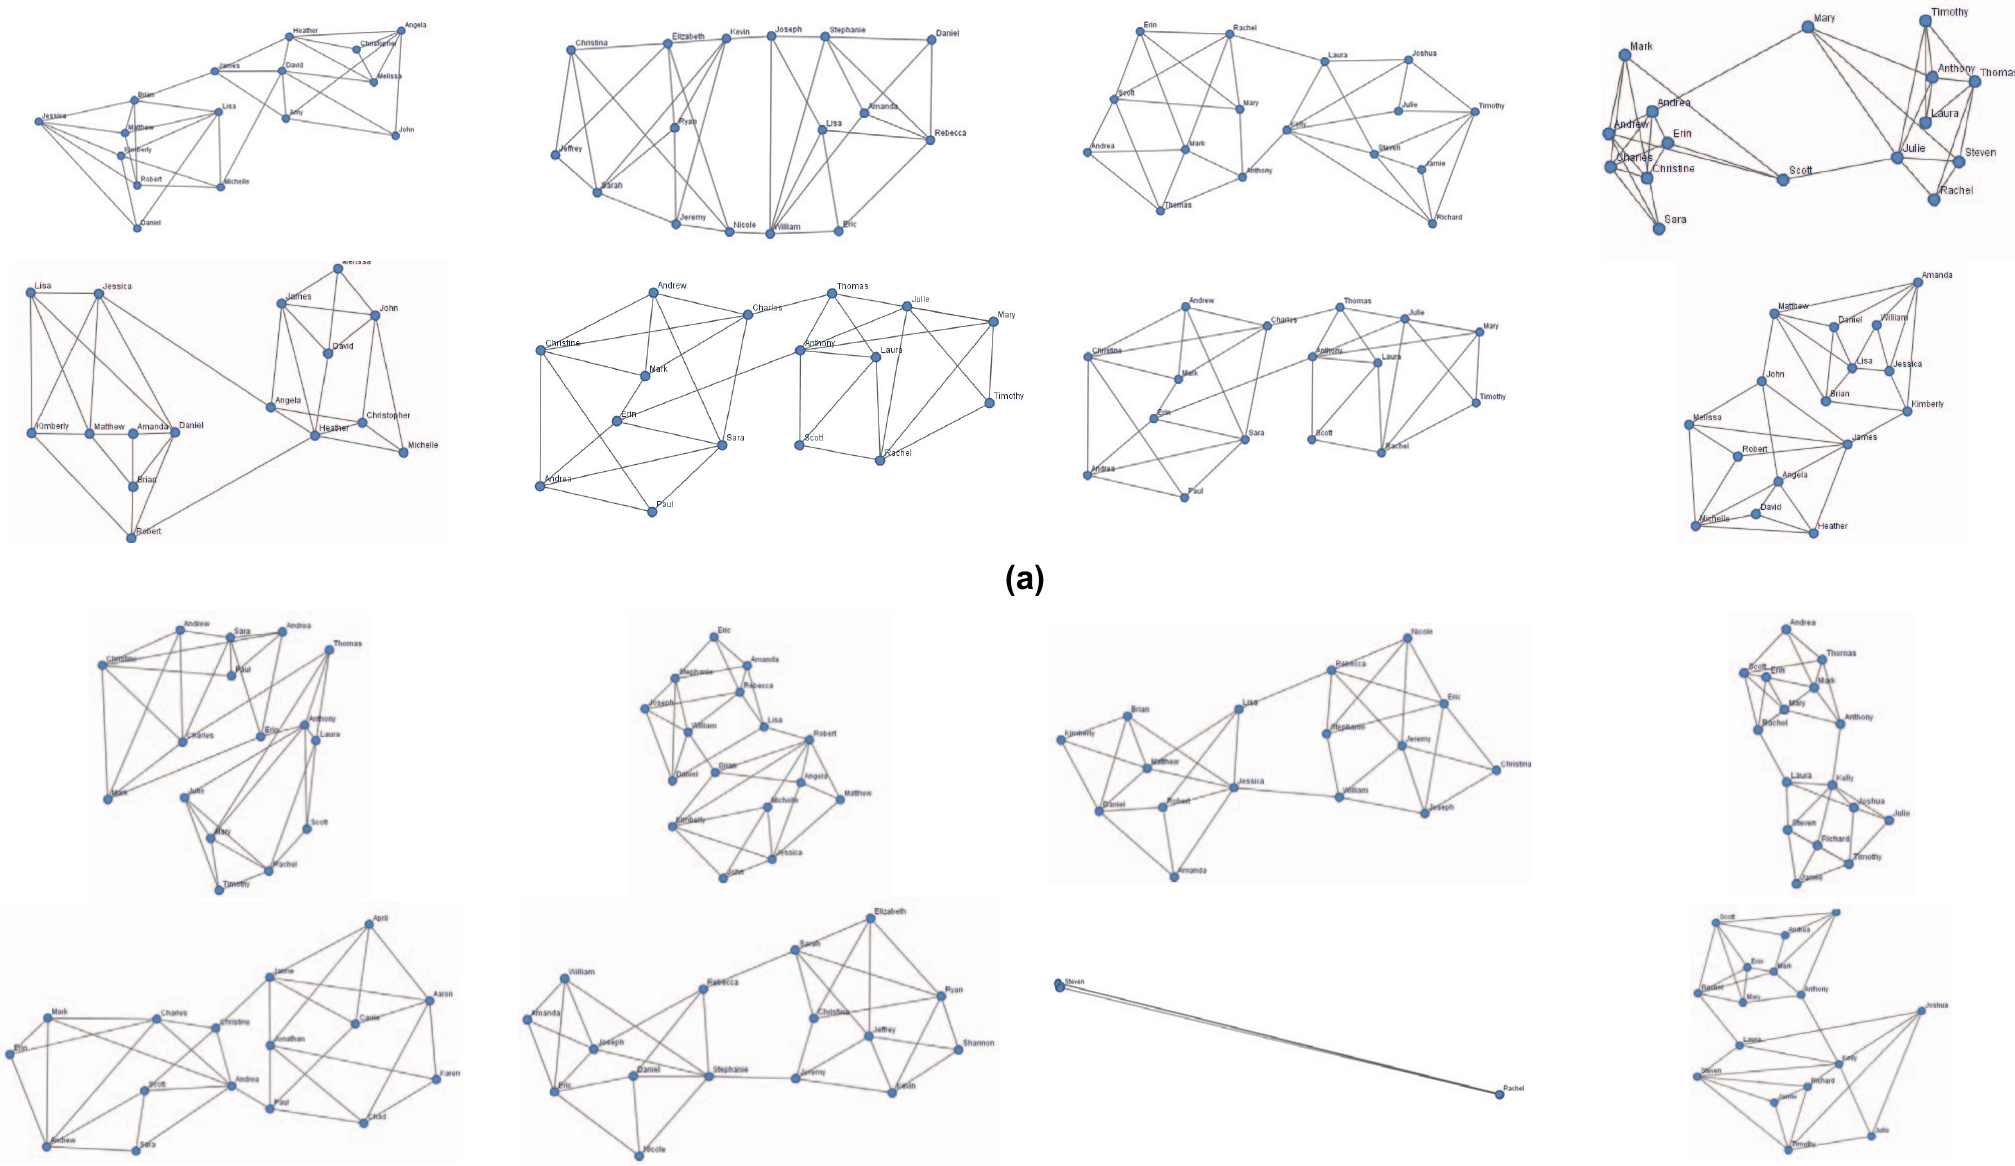 Heather
Angela
Christopher
James
David
Melissa
Brian
Lisa
Amy
Jessica
Matthew
John
Kimberly
Robert
Michelle
Daniel
Christina
Elizabeth
Kevin
Joseph
Stephanie
Daniel
Ryan
Lisa
Amanda
Rebecca
Jeffrey
Sarah
Jeremy
Nicole
William
Eric
Erin
Rachel
Laura
Joshua
Scott
Mary
Julie
Timothy
Kelly
Andrea
Mark
Steven
Jamie
Anthony
Thomas
Richard
Mary
Timothy
Mark
Anthony
Thomas
Andrea
Laura
Andrew
Erin
Julie
Steven
Charles
Christine
Scott
Rachel
Sara
Lisa
Jessica
Melissa
James
John
David
Angela
Christopher
Kimberly
Matthew
Amanda
Daniel
Heather
Michelle
Brian
Robert
Andrew
Charles
Thomas
Julie
Mary
Christine
Anthony
Laura
Mark
Timothy
Erin
Sara
Scott
Rachel
Andrea
Paul
Andrew
Charles
Thomas
Julie
Mary
Christine
Anthony
Laura
Mark
Timothy
Erin
Sara
Scott
Rachel
Andrea
Paul
Amanda
Matthew
Daniel
William
Lisa
Jessica
John
Brian
Kimberly
Melissa
James
Robert
Angela
David
Michelle
Heather
(a)
Andrew
Sara
Andrea
Thomas
Christine
Paul
Anthony
Erin
Laura
Charles
Mark
Julie
Mary
Scott
Rachel
Timothy
Eric
Amanda
Stephanie
Rebecca
Joseph
William
Lisa
Robert
Brian
Daniel
Angela
Michelle
Matthew
Kimberly
Jessica
John
Nicole
Rebecca
Brian
Lisa
Eric
Kimberly
Stephanie
Jeremy
Matthew
Christina
Jessica
Daniel
Robert
William
Joseph
Amanda
Andrea
Thomas
Scott
Erin
Mark
Mary
Rachel
Anthony
Laura
Kelly
Joshua
Julie
Steven
Richard
Timothy
Jamie
April
Jaime
Aaron
Mark
Charles
Christine
Carrie
Erin
Jonathan
Scott
Andrea
Karen
Paul
Chad
Andrew
Sara
Elizabeth
Sarah
William
Rebecca
Ryan
Amanda
Christina
Joseph
Jeffrey
Shannon
Eric
Daniel
Stephanie
Jeremy
Kevin
Nicole
Steven
Rachel
Scott
Andrea
Erin
Mark
Rachel
Mary
Anthony
Joshua
Laura
Kelly
Steven
Richard
Jamie
Julie
Timothy